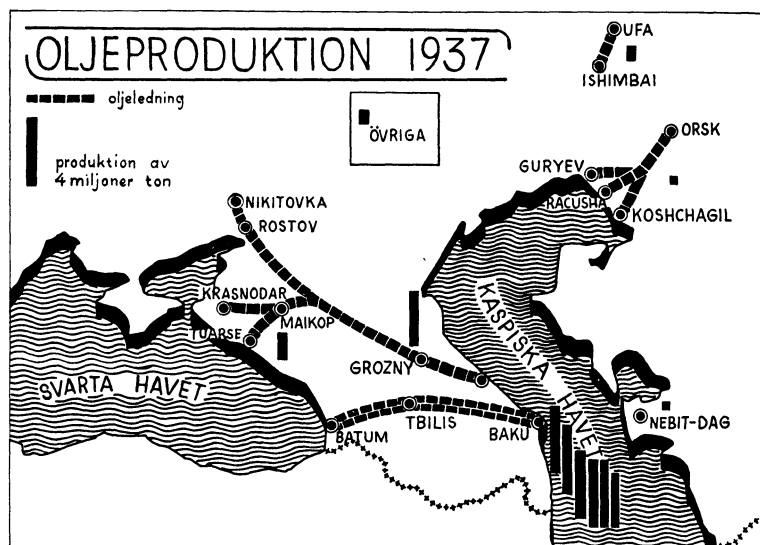 OLJEPRODUKTION 1937
oljeledning
produktion av
4 miljoner ton
ÖVRIGA
UFA
ISHIMBAI
ORSK
GURYEV
RACUSHA
KOSHCHAGIL
NIKITOVKA
ROSTOV
KRASNODAR
MAIKOP
TUARSE
GROZNY
SVARTA HAVET
KASPISKA HAVET
BATUM
TBILIS
BAKU
NEBIT-DAG